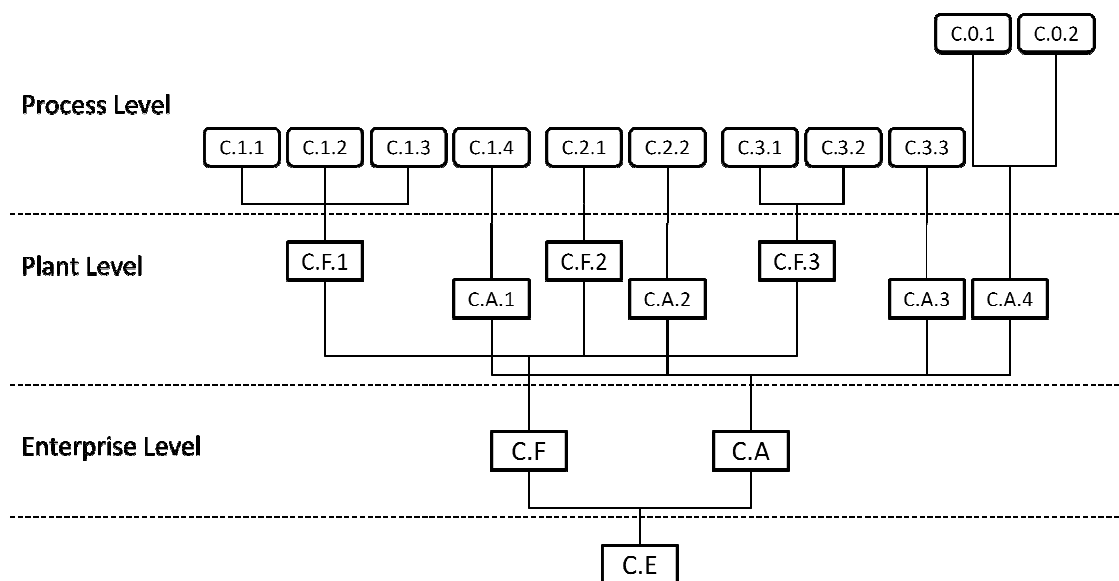 C.0.1 C.0.2
Process Level
C.1.1 C.1.2 C.1.3 C.1.4 C.2.1 C.2.2 C.3.1 C.3.2 C.3.3
Plant Level
C.F.1 C.F.2 C.F.3
C.A.1 C.A.2 C.A.3 C.A.4
Enterprise Level
C.F C.A
C.E